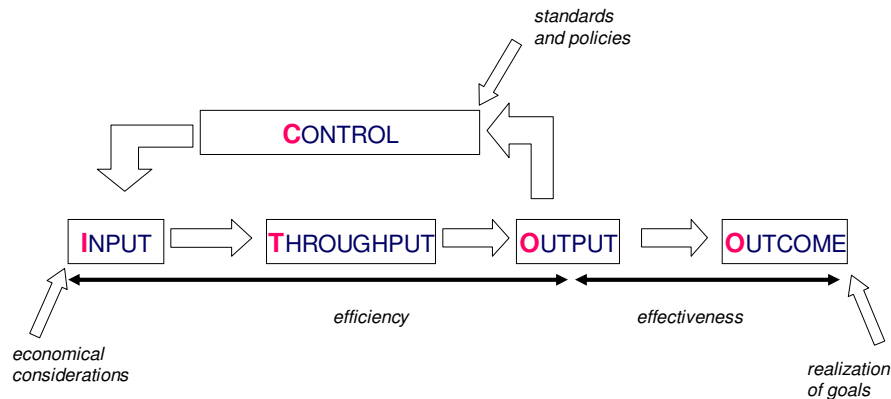 standards
and policies
CONTROL
INPUT
THROUGHPUT
OUTPUT
OUTCOME
efficiency
effectiveness
economical
considerations
realization
of goals